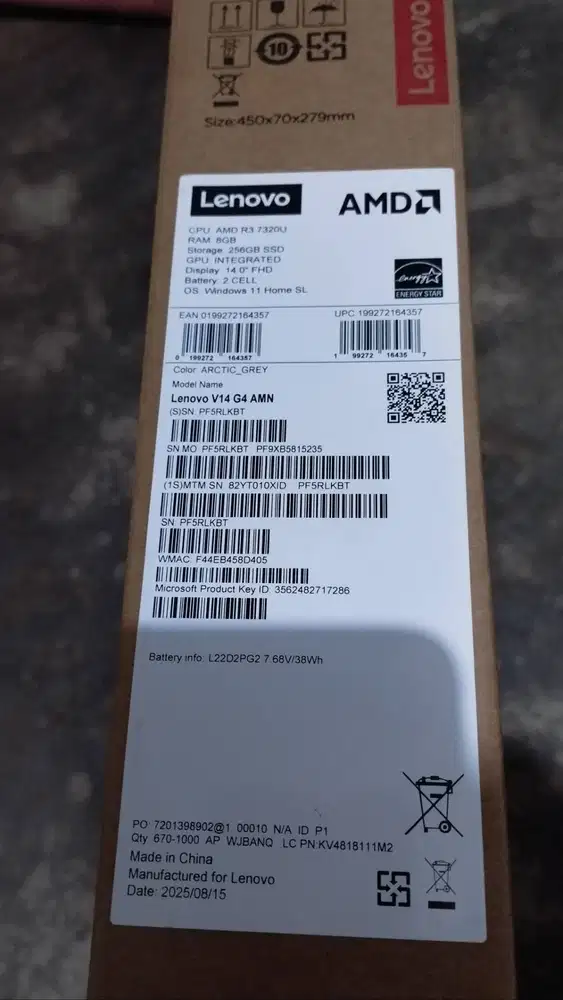 Lenovo
10
Size:450x70x279mm
Lenovo
AMD
CPU: AMD R3 7320U
RAM: 8GB
Storage: 256GB SSD
GPU: INTEGRATED
Display: 14.0" FHD
Battery: 2 CELL
OS: Windows 11 Home SL
ENERGY STAR
EAN 0199272164357
UPC 199272164357
0 199272 164357
1 99272 16435 7
Color: ARCTIC_GREY
Model Name
Lenovo V14 G4 AMN
(S)SN: PF5RLKBT
SN MO: PF5RLKBT PF9XB5815235
(1S)MTM SN: 82YT010XID PF5RLKBT
SN: PF5RLKBT
WMAC: F44EB458D405
Microsoft Product Key ID: 3562482717286
Battery info: L22D2PG2 7.68V/38Wh
PO: 7201398902@1 00010 N/A ID P1
Qty: 670-1000 AP WJBANQ LC PN:KV4818111M2
Made in China
Manufactured for Lenovo
Date: 2025/08/15